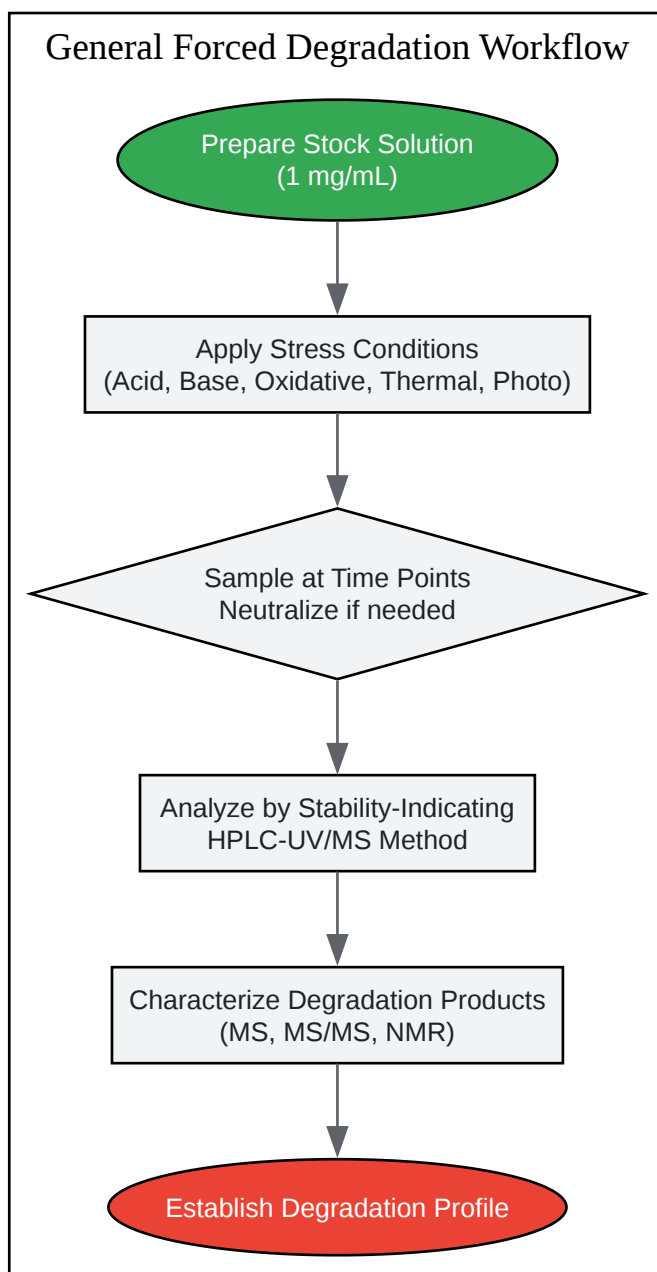 General Forced Degradation Workflow
Prepare Stock Solution
(1 mg/mL)
Apply Stress Conditions
(Acid, Base, Oxidative, Thermal, Photo)
Sample at Time Points
Neutralize if needed
Analyze by Stability-Indicating
HPLC-UV/MS Method
Characterize Degradation Products
(MS, MS/MS, NMR)
Establish Degradation Profile